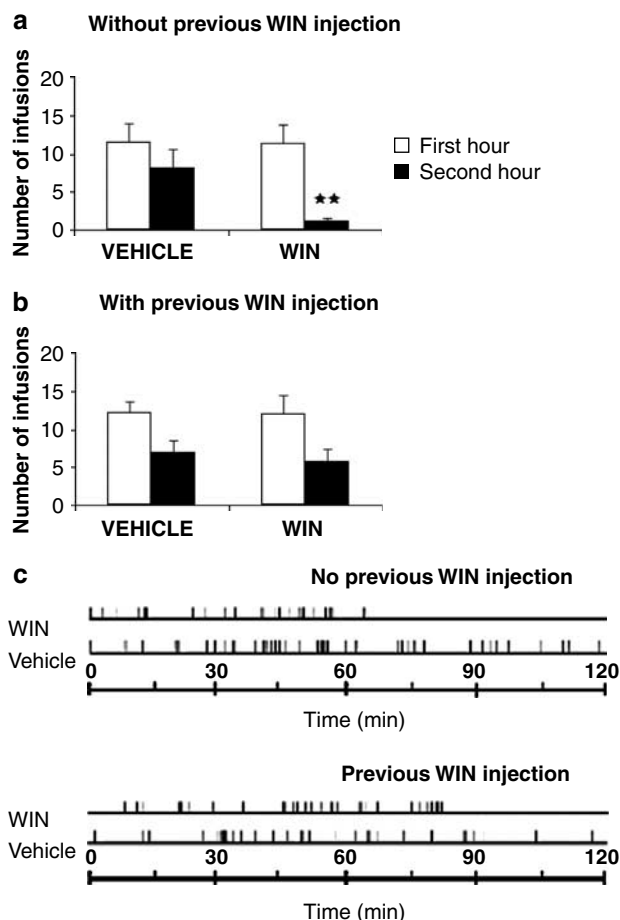 a Without previous WIN injection
Number of infusions
20
15
10
5
0
VEHICLE WIN
★★
First hour
Second hour
b With previous WIN injection
Number of infusions
20
15
10
5
0
VEHICLE WIN
c
No previous WIN injection
WIN
Vehicle
0 30 60 90 120
Time (min)
Previous WIN injection
WIN
Vehicle
0 30 60 90 120
Time (min)